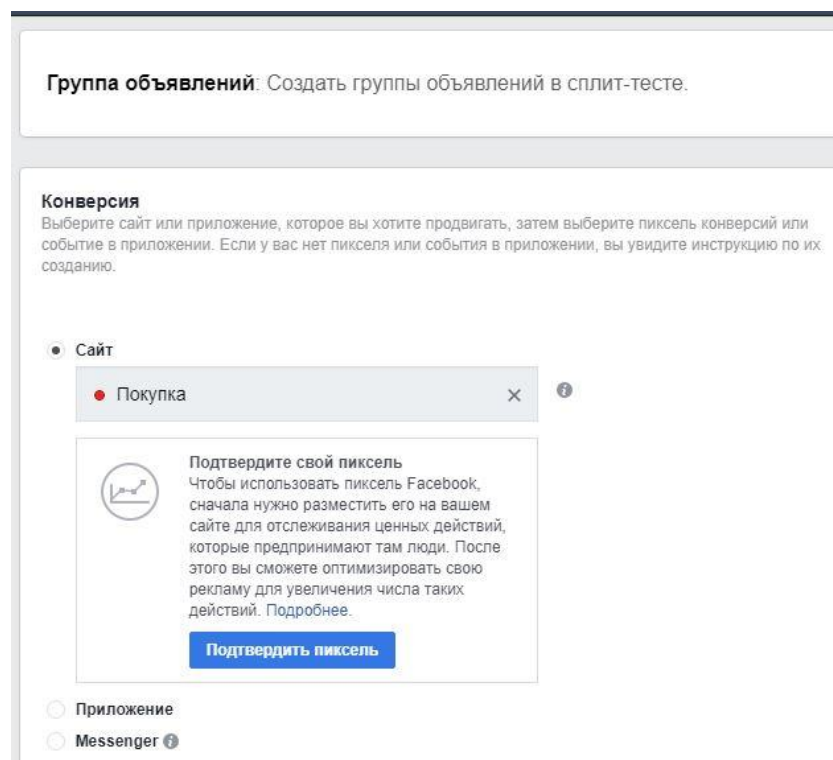 Группа объявлений: Создать группы объявлений в сплит-тесте.
Конверсия
Выберите сайт или приложение, которое вы хотите продвигать, затем выберите пиксель конверсий или
событие в приложении. Если у вас нет пикселя или события в приложении, вы увидите инструкцию по их
созданию.
Сайт
Покупка
Подтвердите свой пиксель
Чтобы использовать пиксель Facebook,
сначала нужно разместить его на вашем
сайте для отслеживания ценных действий,
которые предпринимают там люди. После
этого вы сможете оптимизировать свою
рекламу для увеличения числа таких
действий. Подробнее.
Подтвердить пиксель
Приложение
Messenger